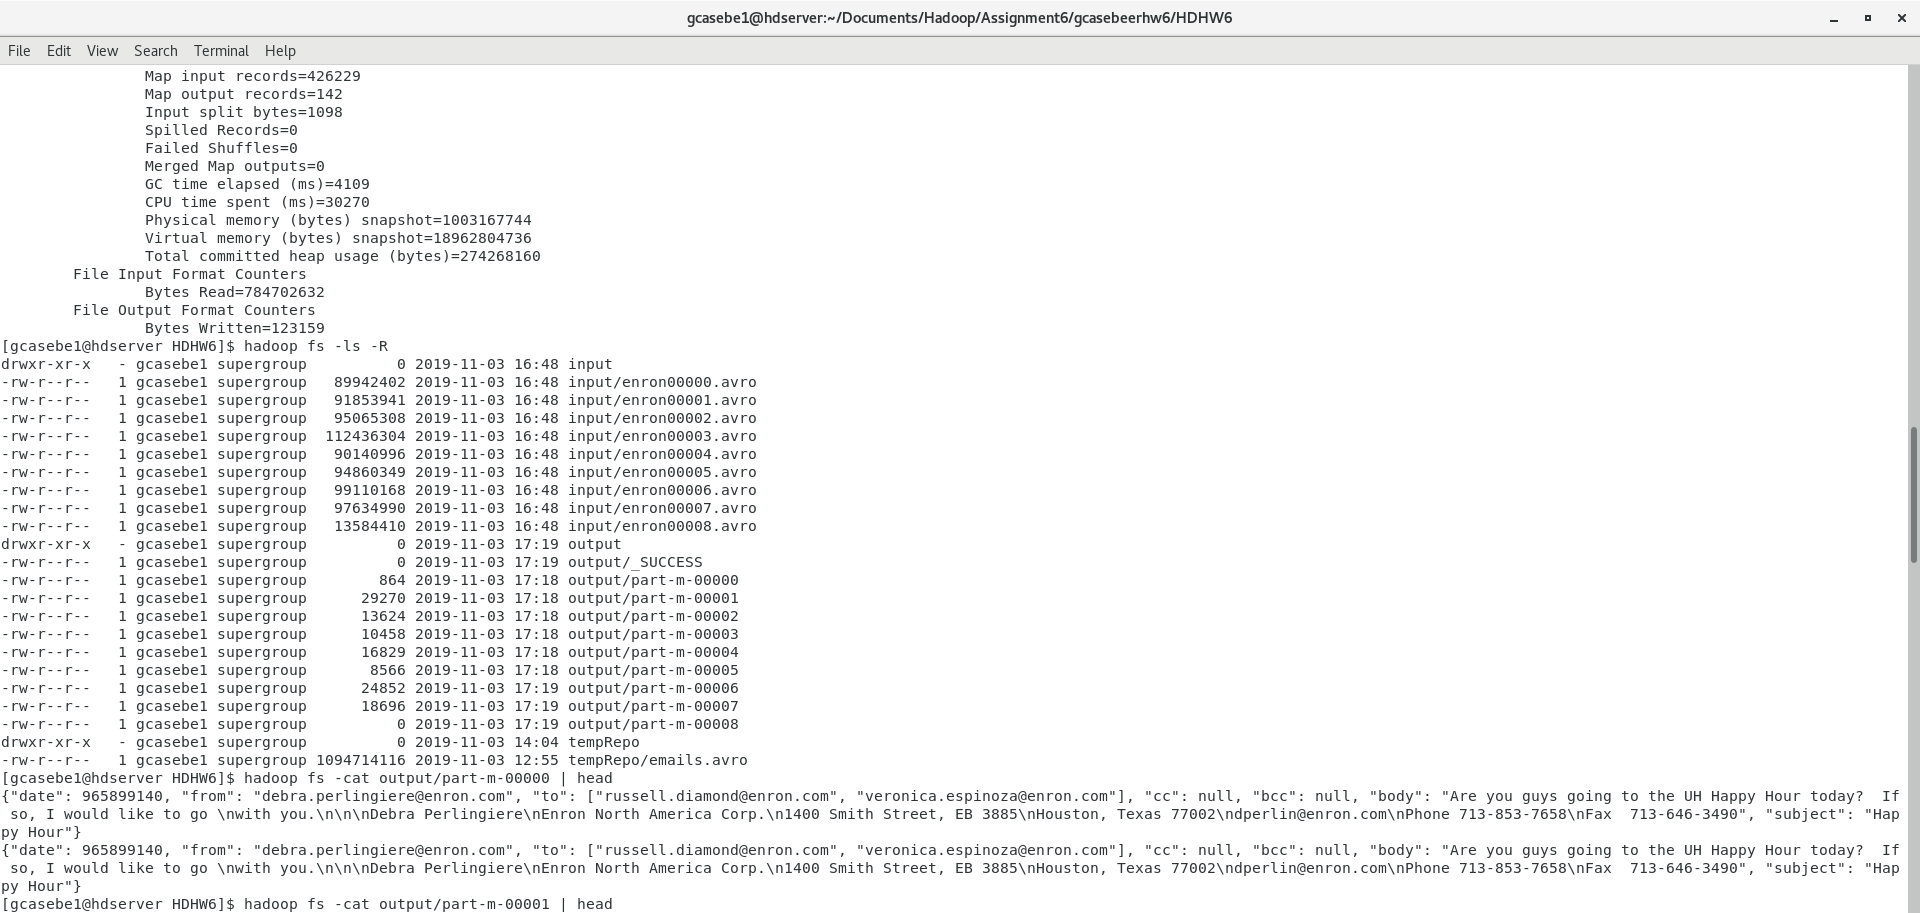 gcasebe1@hdserver:~/Documents/Hadoop/Assignment6/gcasebeerhw6/HDHW6
File Edit View Search Terminal Help
Map input records=426229
Map output records=142
Input split bytes=1098
Spilled Records=0
Failed Shuffles=0
Merged Map outputs=0
GC time elapsed (ms)=4109
CPU time spent (ms)=30270
Physical memory (bytes) snapshot=1003167744
Virtual memory (bytes) snapshot=18962804736
Total committed heap usage (bytes)=274268160
File Input Format Counters
Bytes Read=784702632
File Output Format Counters
Bytes Written=123159
[gcasebe1@hdserver HDHW6]$ hadoop fs -ls -R
drwxr-xr-x   - gcasebe1 supergroup          0 2019-11-03 16:48 input
-rw-r--r--   1 gcasebe1 supergroup   89942402 2019-11-03 16:48 input/enron00000.avro
-rw-r--r--   1 gcasebe1 supergroup   91853941 2019-11-03 16:48 input/enron00001.avro
-rw-r--r--   1 gcasebe1 supergroup   95065308 2019-11-03 16:48 input/enron00002.avro
-rw-r--r--   1 gcasebe1 supergroup  112436304 2019-11-03 16:48 input/enron00003.avro
-rw-r--r--   1 gcasebe1 supergroup   90140996 2019-11-03 16:48 input/enron00004.avro
-rw-r--r--   1 gcasebe1 supergroup   94860349 2019-11-03 16:48 input/enron00005.avro
-rw-r--r--   1 gcasebe1 supergroup   99110168 2019-11-03 16:48 input/enron00006.avro
-rw-r--r--   1 gcasebe1 supergroup   97634990 2019-11-03 16:48 input/enron00007.avro
-rw-r--r--   1 gcasebe1 supergroup   13584410 2019-11-03 16:48 input/enron00008.avro
drwxr-xr-x   - gcasebe1 supergroup          0 2019-11-03 17:19 output
-rw-r--r--   1 gcasebe1 supergroup          0 2019-11-03 17:19 output/_SUCCESS
-rw-r--r--   1 gcasebe1 supergroup        864 2019-11-03 17:18 output/part-m-00000
-rw-r--r--   1 gcasebe1 supergroup      29270 2019-11-03 17:18 output/part-m-00001
-rw-r--r--   1 gcasebe1 supergroup      13624 2019-11-03 17:18 output/part-m-00002
-rw-r--r--   1 gcasebe1 supergroup      10458 2019-11-03 17:18 output/part-m-00003
-rw-r--r--   1 gcasebe1 supergroup      16829 2019-11-03 17:18 output/part-m-00004
-rw-r--r--   1 gcasebe1 supergroup       8566 2019-11-03 17:18 output/part-m-00005
-rw-r--r--   1 gcasebe1 supergroup      24852 2019-11-03 17:19 output/part-m-00006
-rw-r--r--   1 gcasebe1 supergroup      18696 2019-11-03 17:19 output/part-m-00007
-rw-r--r--   1 gcasebe1 supergroup          0 2019-11-03 17:19 output/part-m-00008
drwxr-xr-x   - gcasebe1 supergroup          0 2019-11-03 14:04 tempRepo
-rw-r--r--   1 gcasebe1 supergroup 1094714116 2019-11-03 12:55 tempRepo/emails.avro
[gcasebe1@hdserver HDHW6]$ hadoop fs -cat output/part-m-00000 | head
{"date": 965899140, "from": "debra.perlingiere@enron.com", "to": ["russell.diamond@enron.com", "veronica.espinoza@enron.com"], "cc": null, "bcc": null, "body": "Are you guys going to the UH Happy Hour today?  If
 so, I would like to go \nwith you.\n\n\nDebra Perlingiere\nEnron North America Corp.\n1400 Smith Street, EB 3885\nHouston, Texas 77002\ndperlin@enron.com\nPhone 713-853-7658\nFax  713-646-3490", "subject": "Hap
py Hour"}
{"date": 965899140, "from": "debra.perlingiere@enron.com", "to": ["russell.diamond@enron.com", "veronica.espinoza@enron.com"], "cc": null, "bcc": null, "body": "Are you guys going to the UH Happy Hour today?  If
 so, I would like to go \nwith you.\n\n\nDebra Perlingiere\nEnron North America Corp.\n1400 Smith Street, EB 3885\nHouston, Texas 77002\ndperlin@enron.com\nPhone 713-853-7658\nFax  713-646-3490", "subject": "Hap
py Hour"}
[gcasebe1@hdserver HDHW6]$ hadoop fs -cat output/part-m-00001 | head